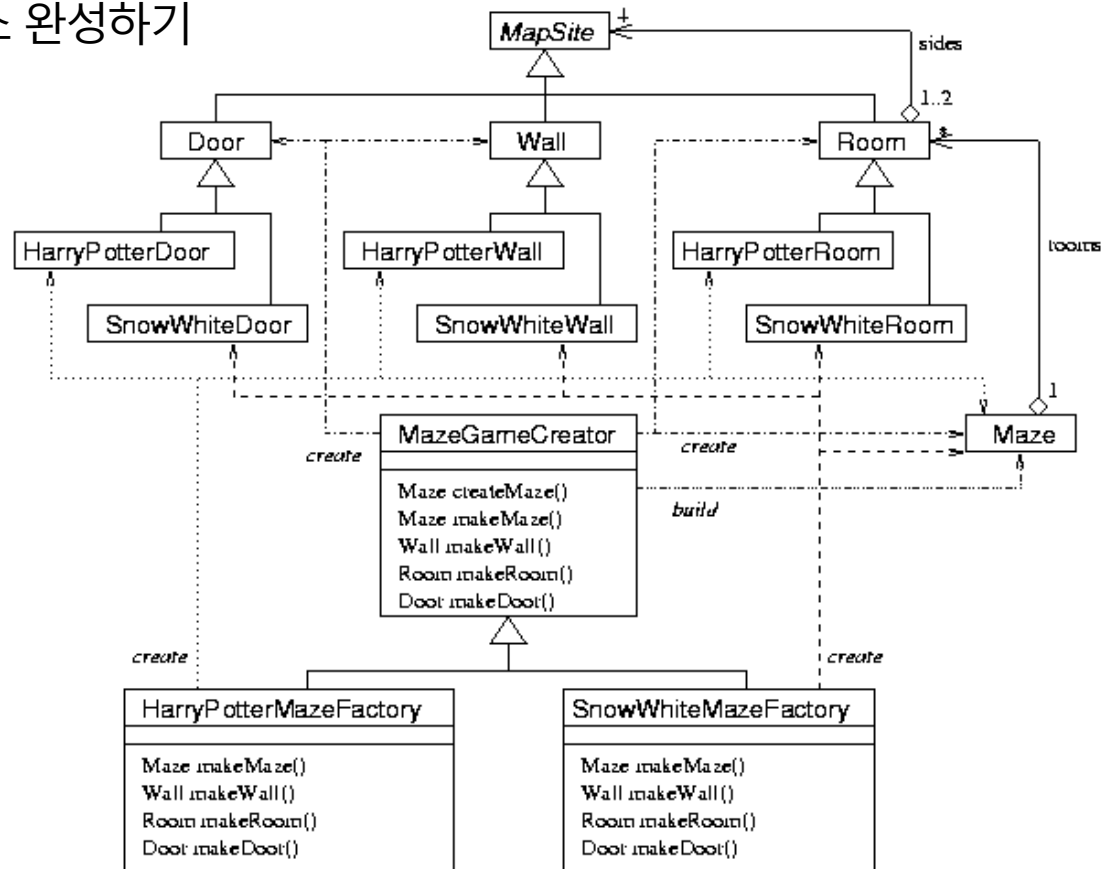 완성하기
MapSite
4
sides
1..2
Door
Wall
Room
*
HarryPotterDoor
HarryPotterWall
HarryPotterRoom
rooms
SnowWhiteDoor
SnowWhiteWall
SnowWhiteRoom
1
MazeGameCreator
Maze
create
create
Maze createMaze()
build
Maze makeMaze()
Wall makeWall()
Room makeRoom()
Door makeDoor()
create
create
HarryPotterMazeFactory
SnowWhiteMazeFactory
Maze makeMaze()
Wall makeWall()
Room makeRoom()
Door makeDoor()
Maze makeMaze()
Wall makeWall()
Room makeRoom()
Door makeDoor()